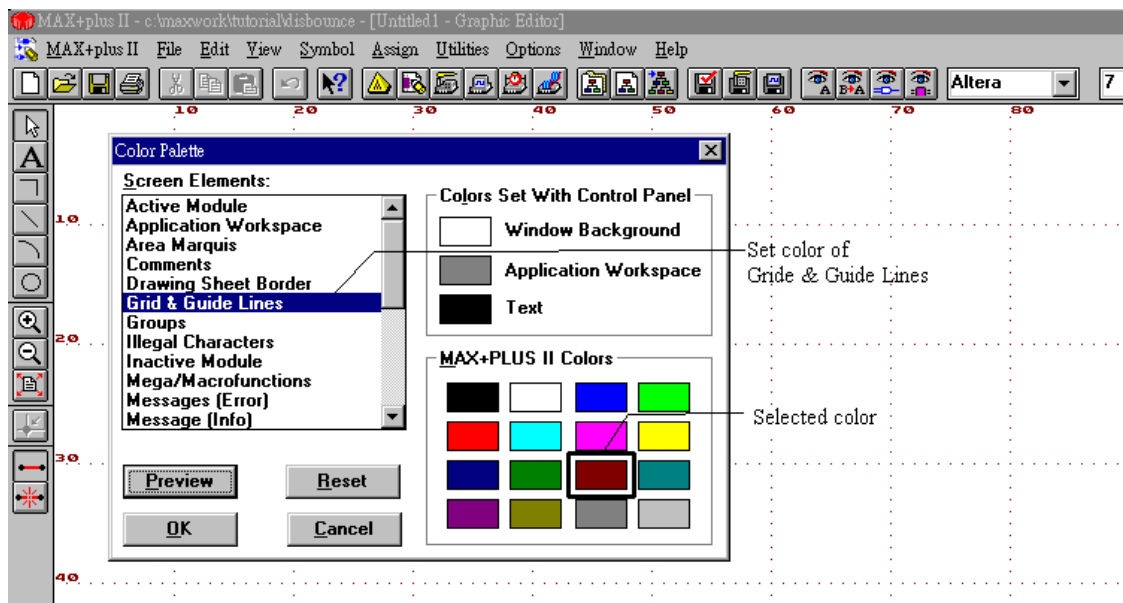 MAX+plus II - c:\maxwork\tutorial\disbounce - [Untitled1 - Graphic Editor]
MAX+plus II File Edit View Symbol Assign Utilities Options Window Help
Altera 7
10 20 30 40 50 60 70 80
Color Palette
Screen Elements:
Active Module
Application Workspace
Area Marquis
Comments
Drawing Sheet Border
Grid & Guide Lines
Groups
Illegal Characters
Inactive Module
Mega/Macrofunctions
Messages (Error)
Message (Info)
Preview Reset
OK Cancel
Colors Set With Control Panel
Window Background
Application Workspace
Text
MAX+PLUS II Colors
Set color of
Gride & Guide Lines
Selected color
10
20
30
40